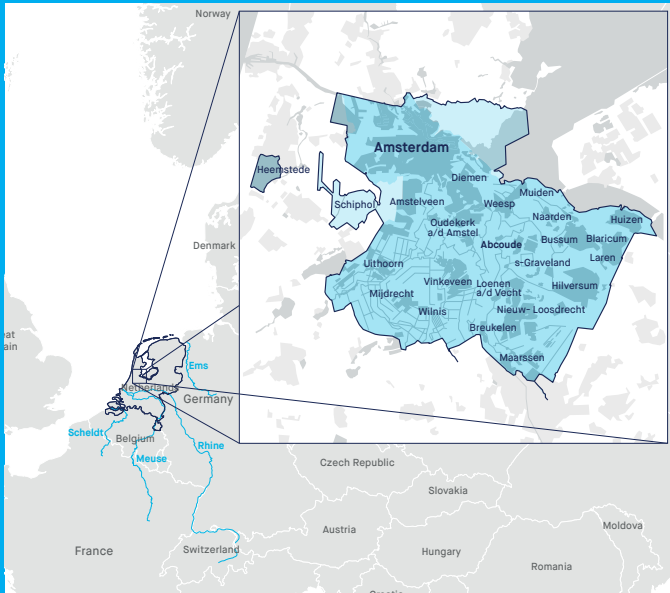 Norway
Amsterdam
Heemstede
Diemen
Muiden
Schiphol
Amstelveen
Weesp
Naarden
Huizen
Oudekerk
a/d Amstel
Denmark
Abcoude
Bussum
Blaricum
Laren
s-Graveland
Uithoorn
Vinkeveen
Loenen
a/d Vecht
Hilversum
Mijdrecht
Wilnis
Nieuw- Loosdrecht
Breukelen
Maarssen
Ems
Netherlands
Germany
Scheldt
Belgium
Rhine
Meuse
Czech Republic
Slovakia
Moldova
Austria
France
Switzerland
Hungary
Romania